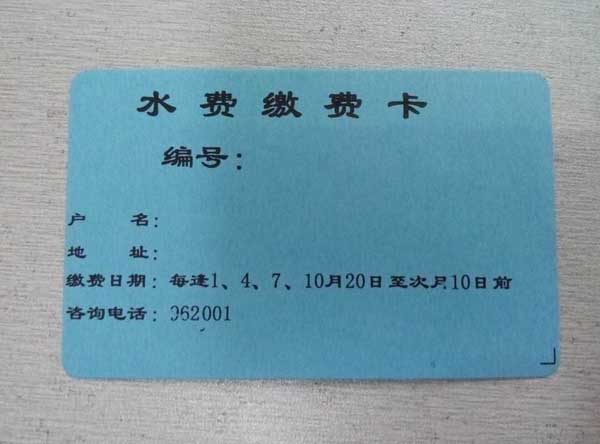 水费缴费卡
编号：
户 名：
地 址：
缴费日期：每逢1、4、7、10月20日至次月10日前
咨询电话：962001